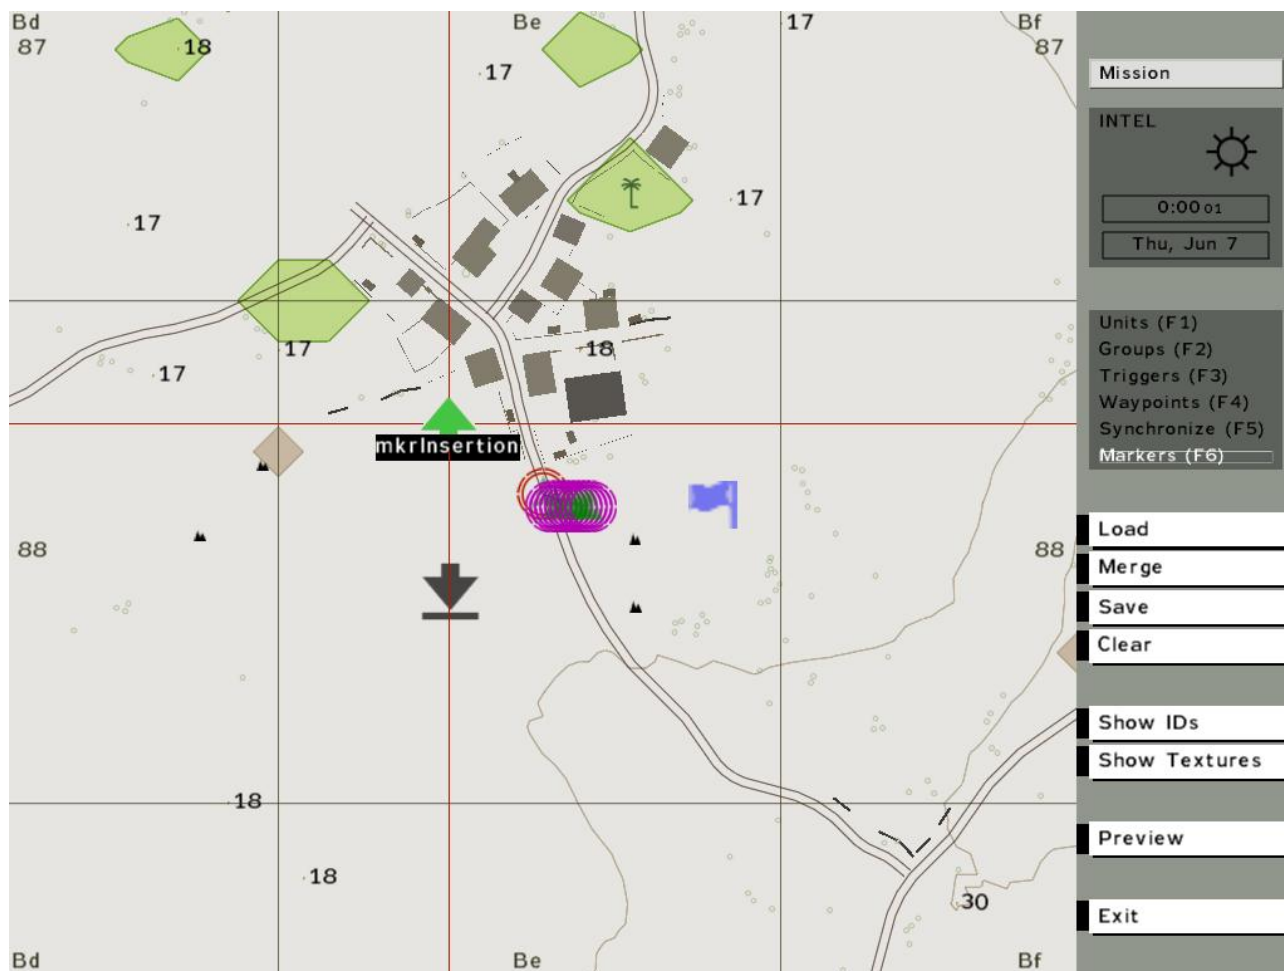 Bd
Be
Bf
87
18
17
17
87
Mission
INTEL
0:00 01
Thu, Jun 7
17
17
17
17
18
Units (F1)
Groups (F2)
Triggers (F3)
Waypoints (F4)
Synchronize (F5)
Markers (F6)
mkrInsertion
88
88
Load
Merge
Save
Clear
Show IDs
Show Textures
18
Preview
18
30
Exit
Bd
Be
Bf